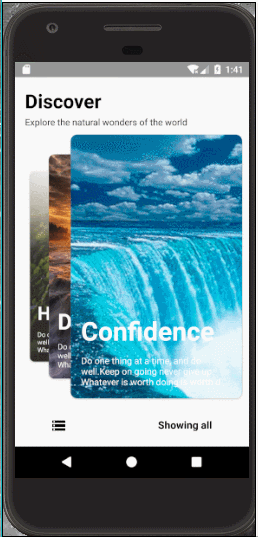 1:41
Discover
Explore the natural wonders of the world
H
D
Confidence
Do o
well
Wha
Do
well.
Wha
Do one thing at a time, and do
well.Keep on going never give up.
Whatever is worth doing is worth d
Showing all